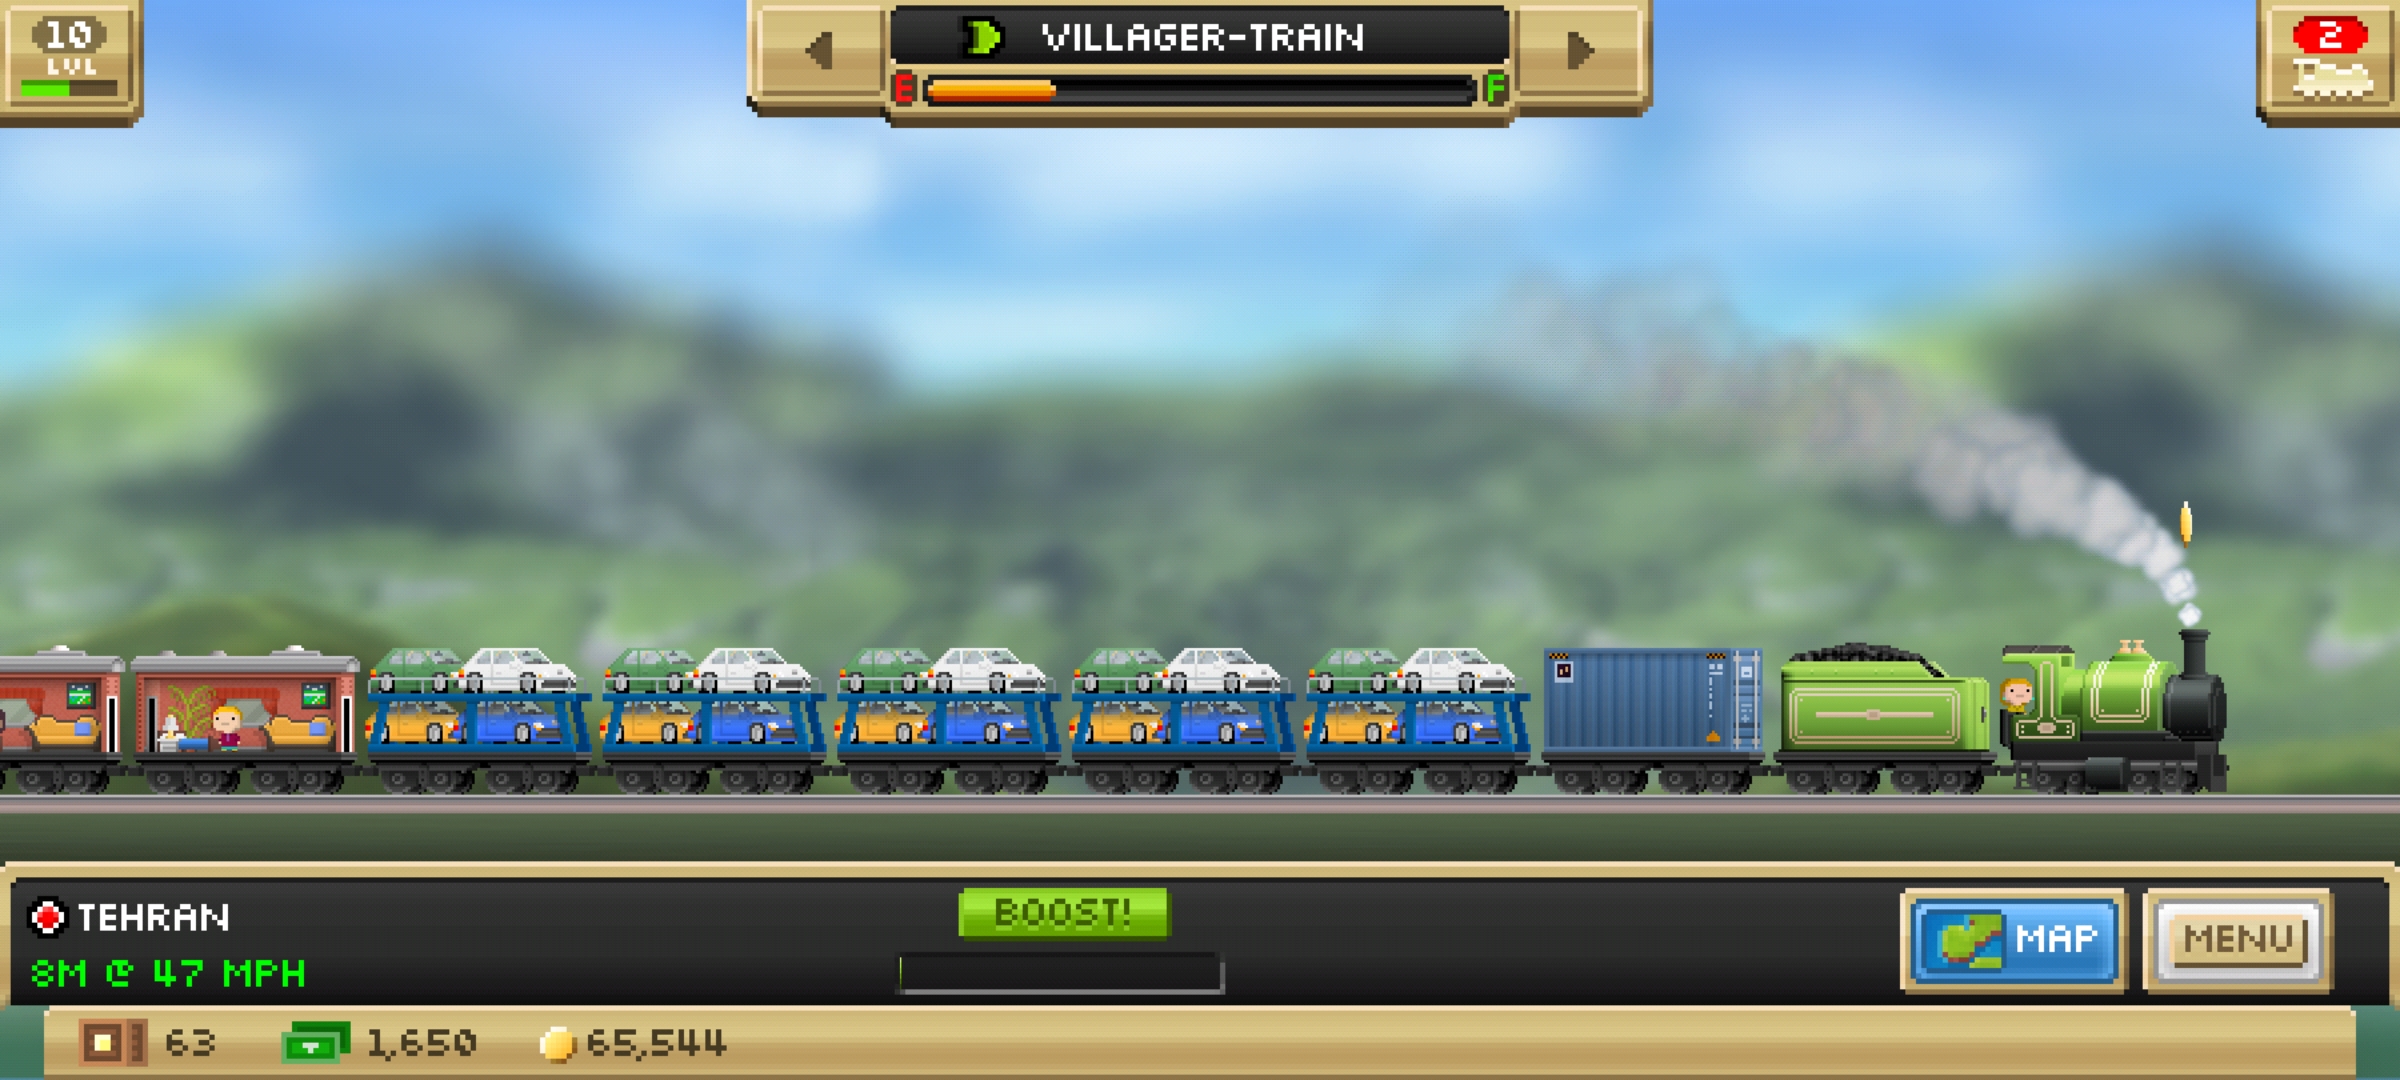 10
LVL
VILLAGER-TRAIN
E F
2
TEHRAN
8M @ 47 MPH
BOOST!
MAP
MENU
63
1,650
65,544